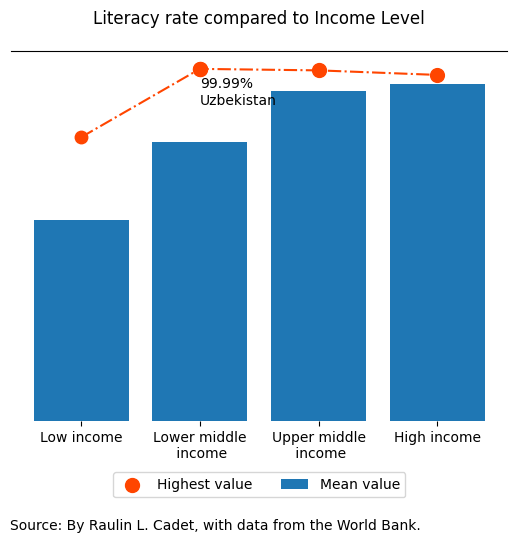 Literacy rate compared to Income Level
99.99%
Uzbekistan
Low income
Lower middle
income
Upper middle
income
High income
Highest value
Mean value
Source: By Raulin L. Cadet, with data from the World Bank.